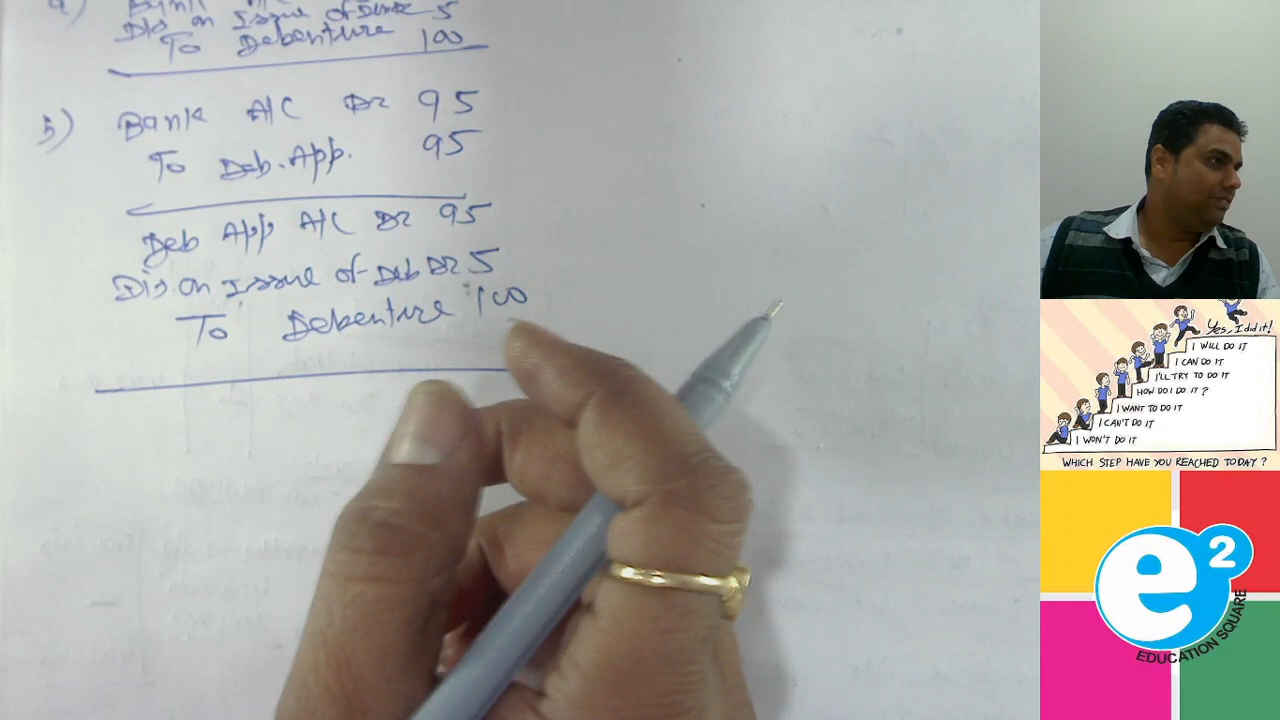 Dis on Issue of Debe 5
To Debenture 100
3) Bank A/C Dr 95
To Deb. App. 95
Deb App A/C Dr 95
Dis on Issue of Deb Dr 5
To Debenture 100
Yes, I did it!
I WILL DO IT
I CAN DO IT
I'LL TRY TO DO IT
HOW DO I DO IT?
I WANT TO DO IT
I CAN'T DO IT
I WON'T DO IT
WHICH STEP HAVE YOU REACHED TODAY?
e2
EDUCATION SQUARE